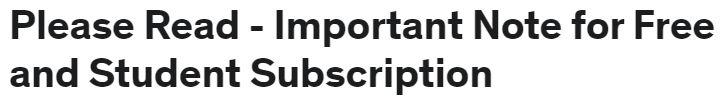 Please Read - Important Note for Free
and Student Subscription